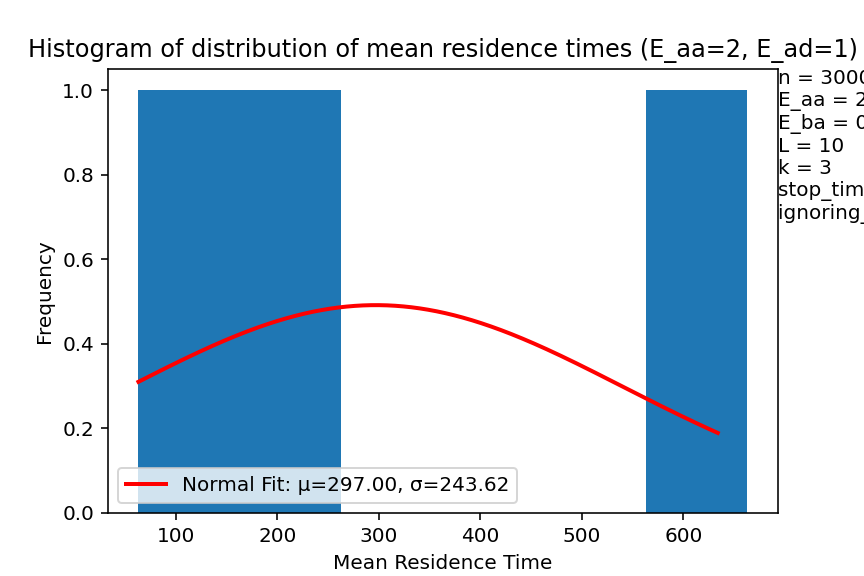 Histogram of distribution of mean residence times (E_aa=2, E_ad=1)
n = 3000
E_aa = 2
E_ba = 0
L = 10
k = 3
stop_tim
ignoring_
1.0
0.8
0.6
0.4
0.2
0.0
Frequency
Normal Fit: μ=297.00, σ=243.62
100 200 300 400 500 600
Mean Residence Time